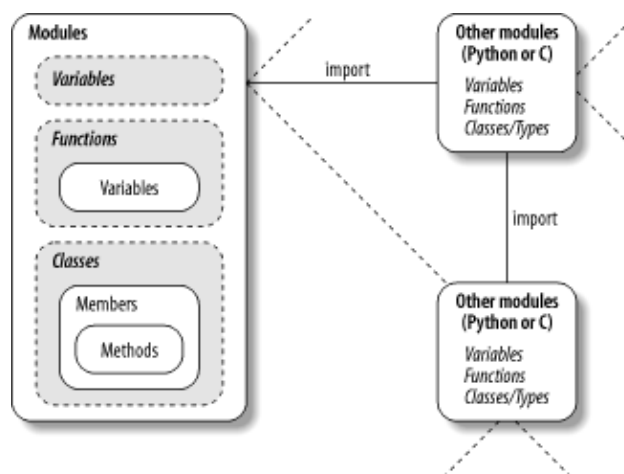 Modules
Variables
Functions
Variables
Classes
Members
Methods
import
Other modules
(Python or C)
Variables
Functions
Classes/Types
import
Other modules
(Python or C)
Variables
Functions
Classes/Types